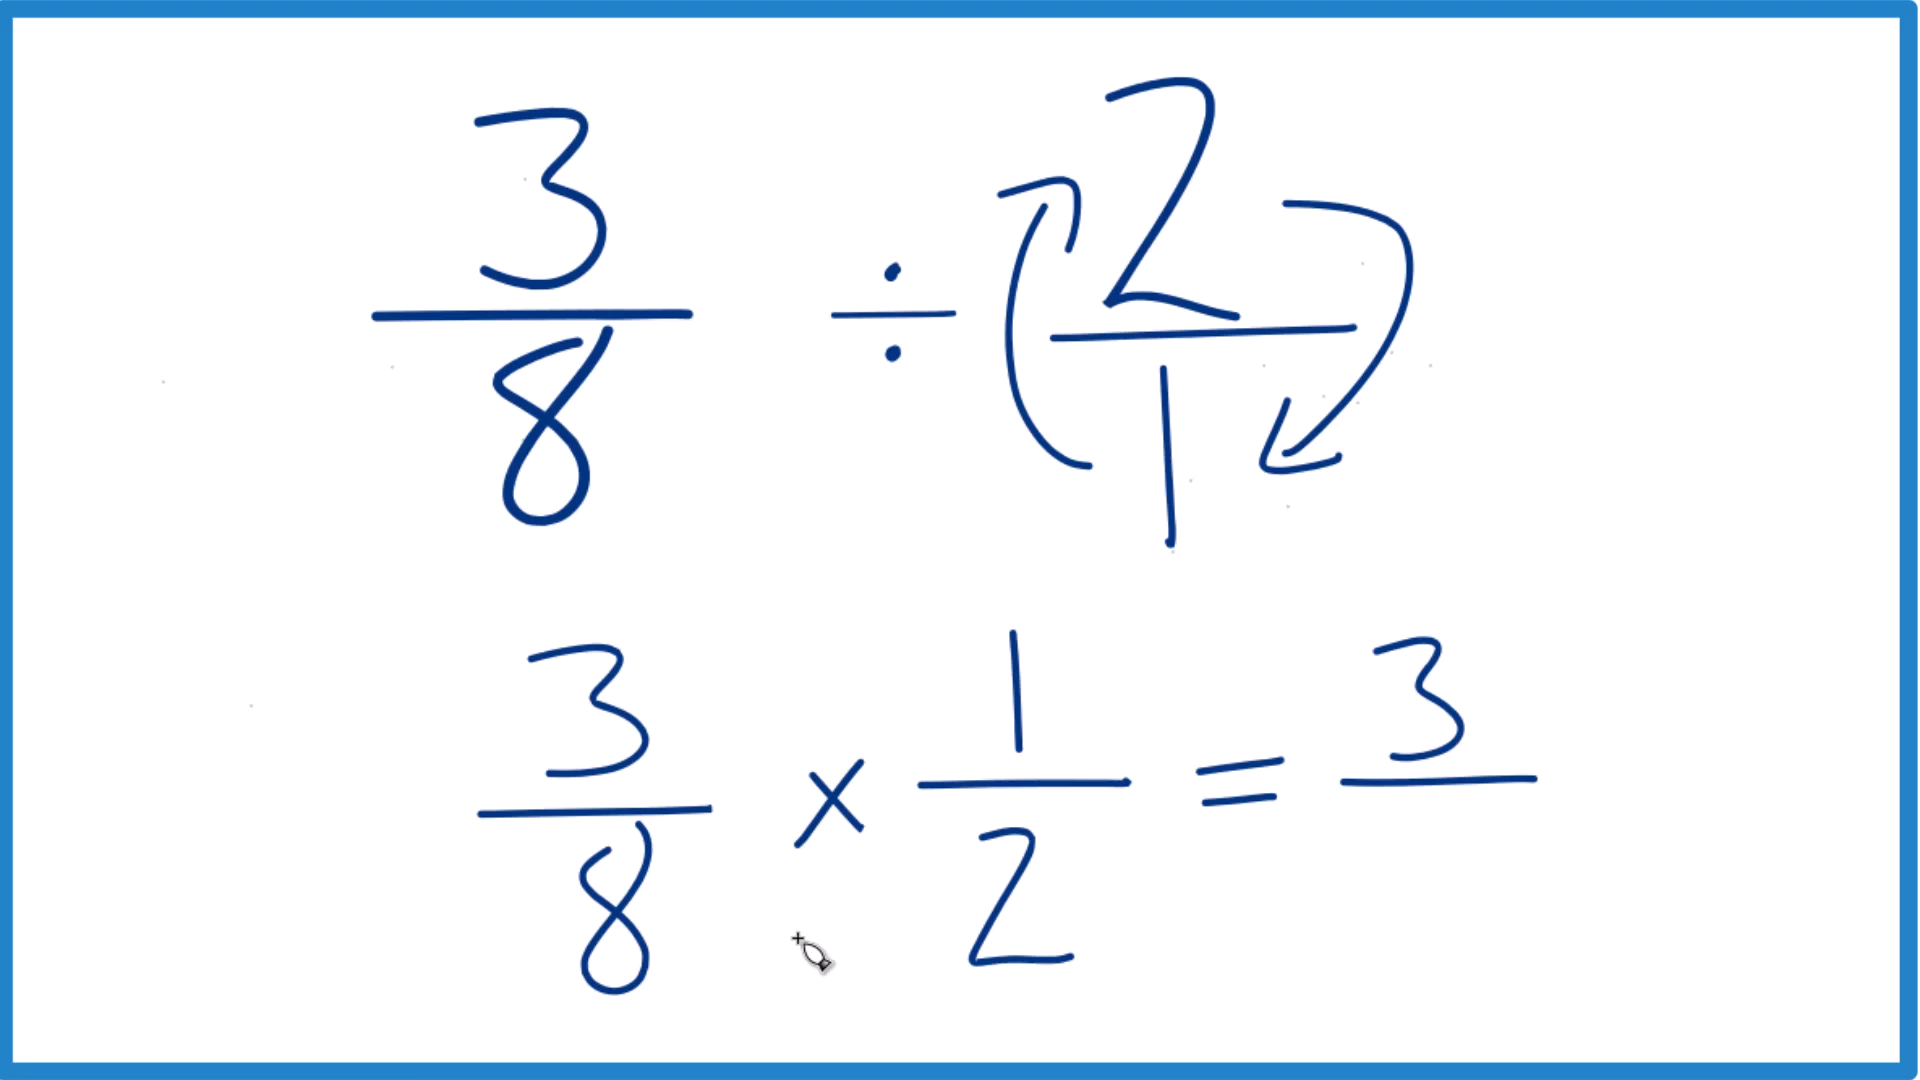 3/8 ÷ 2/1
3/8 × 1/2 = 3/